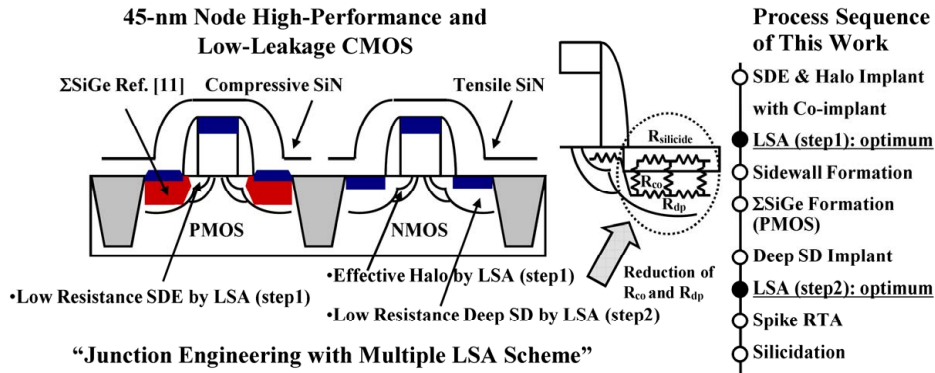 45-nm Node High-Performance and
Low-Leakage CMOS
ΣSiGe Ref. [11]
Compressive SiN
Tensile SiN
PMOS
NMOS
•Effective Halo by LSA (step1)
•Low Resistance SDE by LSA (step1)
•Low Resistance Deep SD by LSA (step2)
“Junction Engineering with Multiple LSA Scheme”
Rsilicide
Rco
Rdp
Reduction of
Rco and Rdp
Process Sequence
of This Work
SDE & Halo Implant
with Co-implant
LSA (step1): optimum
Sidewall Formation
ΣSiGe Formation
(PMOS)
Deep SD Implant
LSA (step2): optimum
Spike RTA
Silicidation